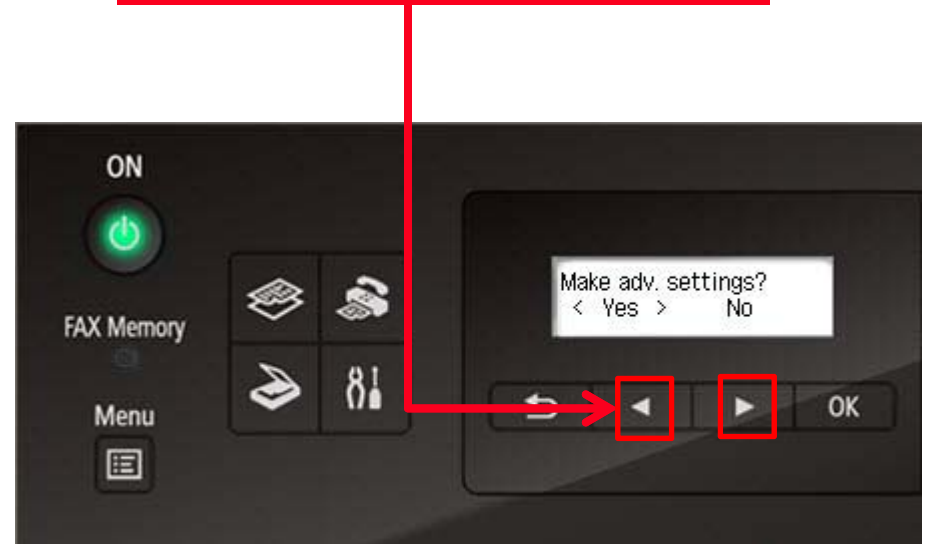 ON
FAX Memory
Menu
Make adv. settings?
< Yes > No
OK